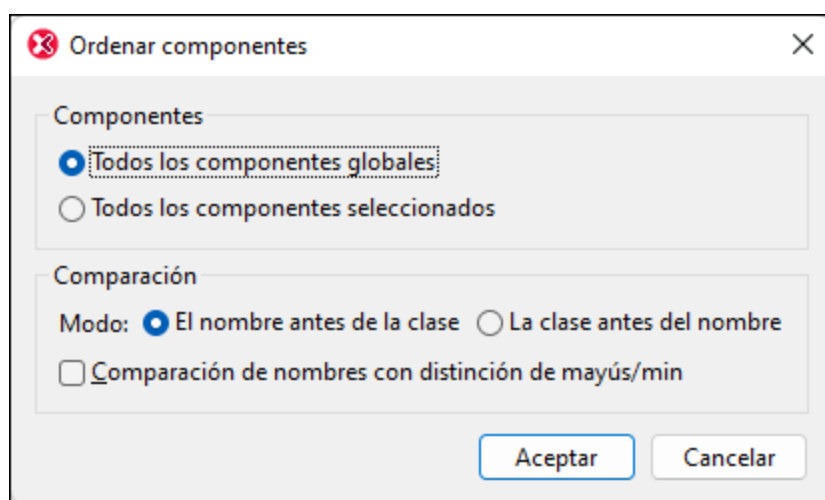 Ordenar componentes
Componentes
Todos los componentes globales
Todos los componentes seleccionados
Comparación
Modo: El nombre antes de la clase La clase antes del nombre
Comparación de nombres con distinción de mayús/min
Aceptar Cancelar